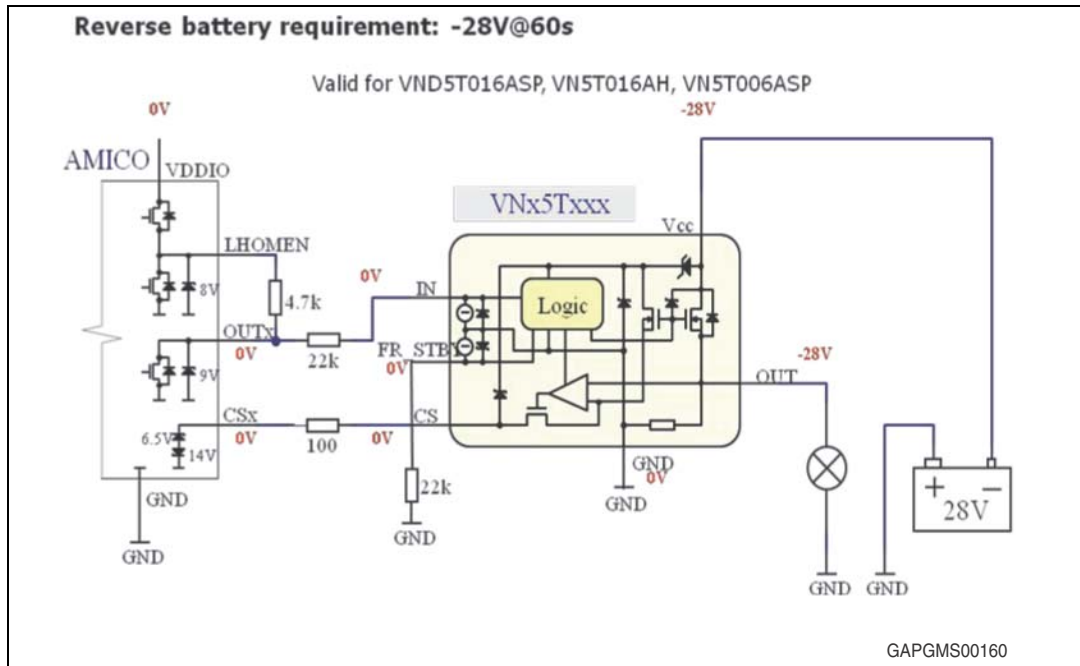 Reverse battery requirement: -28V@60s
Valid for VND5T016ASP, VN5T016AH, VN5T006ASP
0V
-28V
AMICO
VDDIO
VNx5Txxx
Vcc
LHOMEN
0V
IN
8V
4.7k
Logic
OUTx
0V
22k
FR_STBY
0V
-28V
9V
OUT
CSx
0V
0V
CS
6.5V
14V
100
GND
0V
22k
GND
GND
GND
GND
+ −
28V
GND
GND
GAPGMS00160